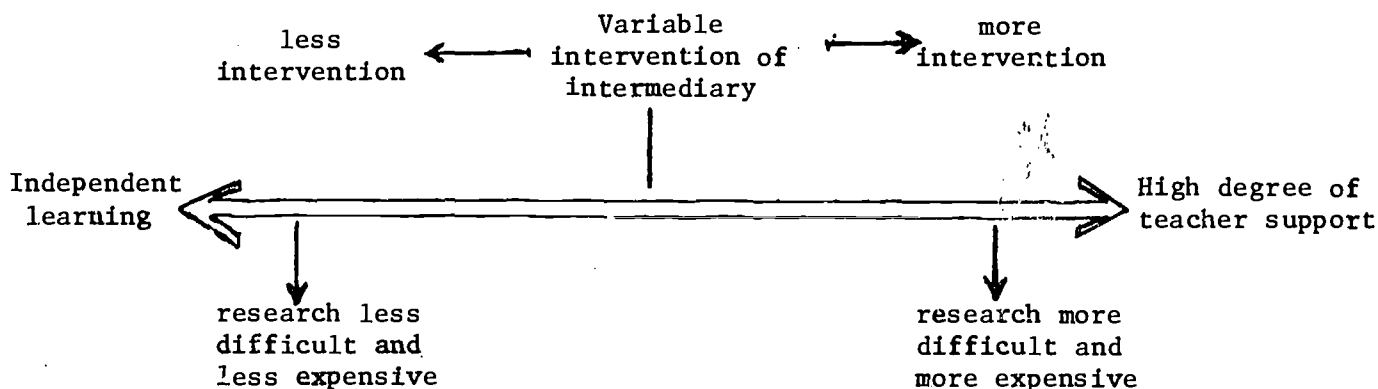 less
intervention
Variable
intervention of
intermediary
more
intervention
Independent
learning
High degree of
teacher support
research less
difficult and
less expensive
research more
difficult and
more expensive